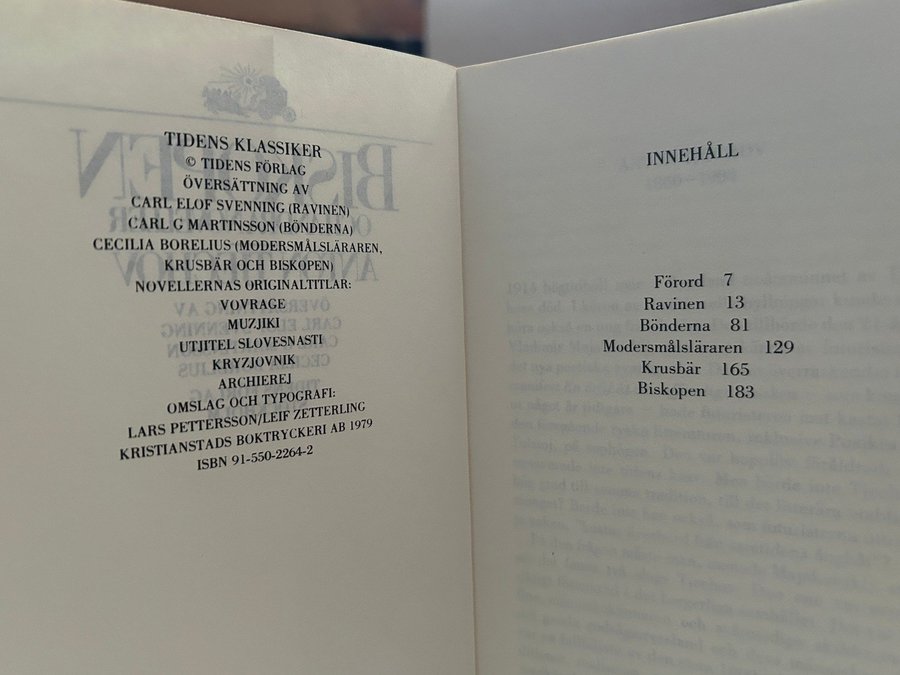 TIDENS KLASSIKER
© TIDENS FÖRLAG
ÖVERSÄTTNING AV
CARL ELOF SVENNING (RAVINEN)
CARL G MARTINSSON (BÖNDERNA)
CECILIA BORELIUS (MODERSMÅLSLÄRAREN,
KRUSBÄR OCH BISKOPEN)
NOVELLERNAS ORIGINALTITLAR:
VOVRAGE
MUZJIKI
UTJITEL SLOVESNASTI
KRYZJOVNIK
ARCHIEREJ
OMSLAG OCH TYPOGRAFI:
LARS PETTERSSON/LEIF ZETTERLING
KRISTIANSTADS BOKTRYCKERI AB 1979
ISBN 91-550-2264-2
INNEHÅLL
Förord 7
Ravinen 13
Bönderna 81
Modersmålsläraren 129
Krusbär 165
Biskopen 183